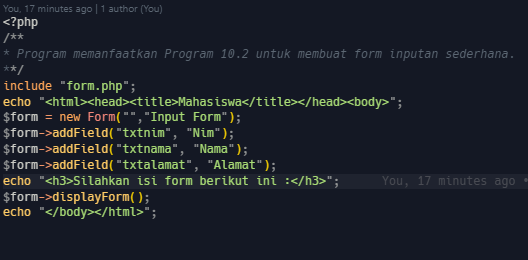 You, 17 minutes ago | 1 author (You)
<?php
/**
* Program memanfaatkan Program 10.2 untuk membuat form inputan sederhana.
**/
include "form.php";
echo "<html><head><title>Mahasiswa</title></head><body>";
$form = new Form("","Input Form");
$form->addField("txtnim", "Nim");
$form->addField("txtnama", "Nama");
$form->addField("txtalamat", "Alamat");
echo "<h3>Silahkan isi form berikut ini :</h3>"; You, 17 minutes ago •
$form->displayForm();
echo "</body></html>";